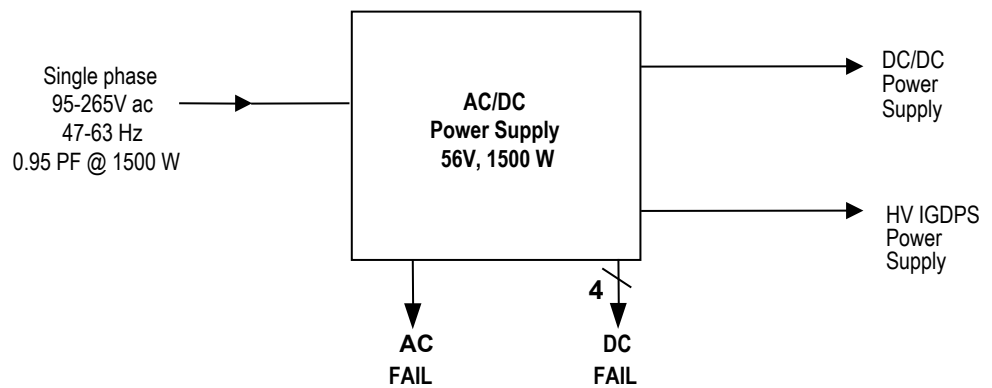 Single phase
95-265V ac
47-63 Hz
0.95 PF @ 1500 W
AC/DC
Power Supply
56V, 1500 W
DC/DC
Power
Supply
HV IGDPS
Power
Supply
4
AC
FAIL
DC
FAIL